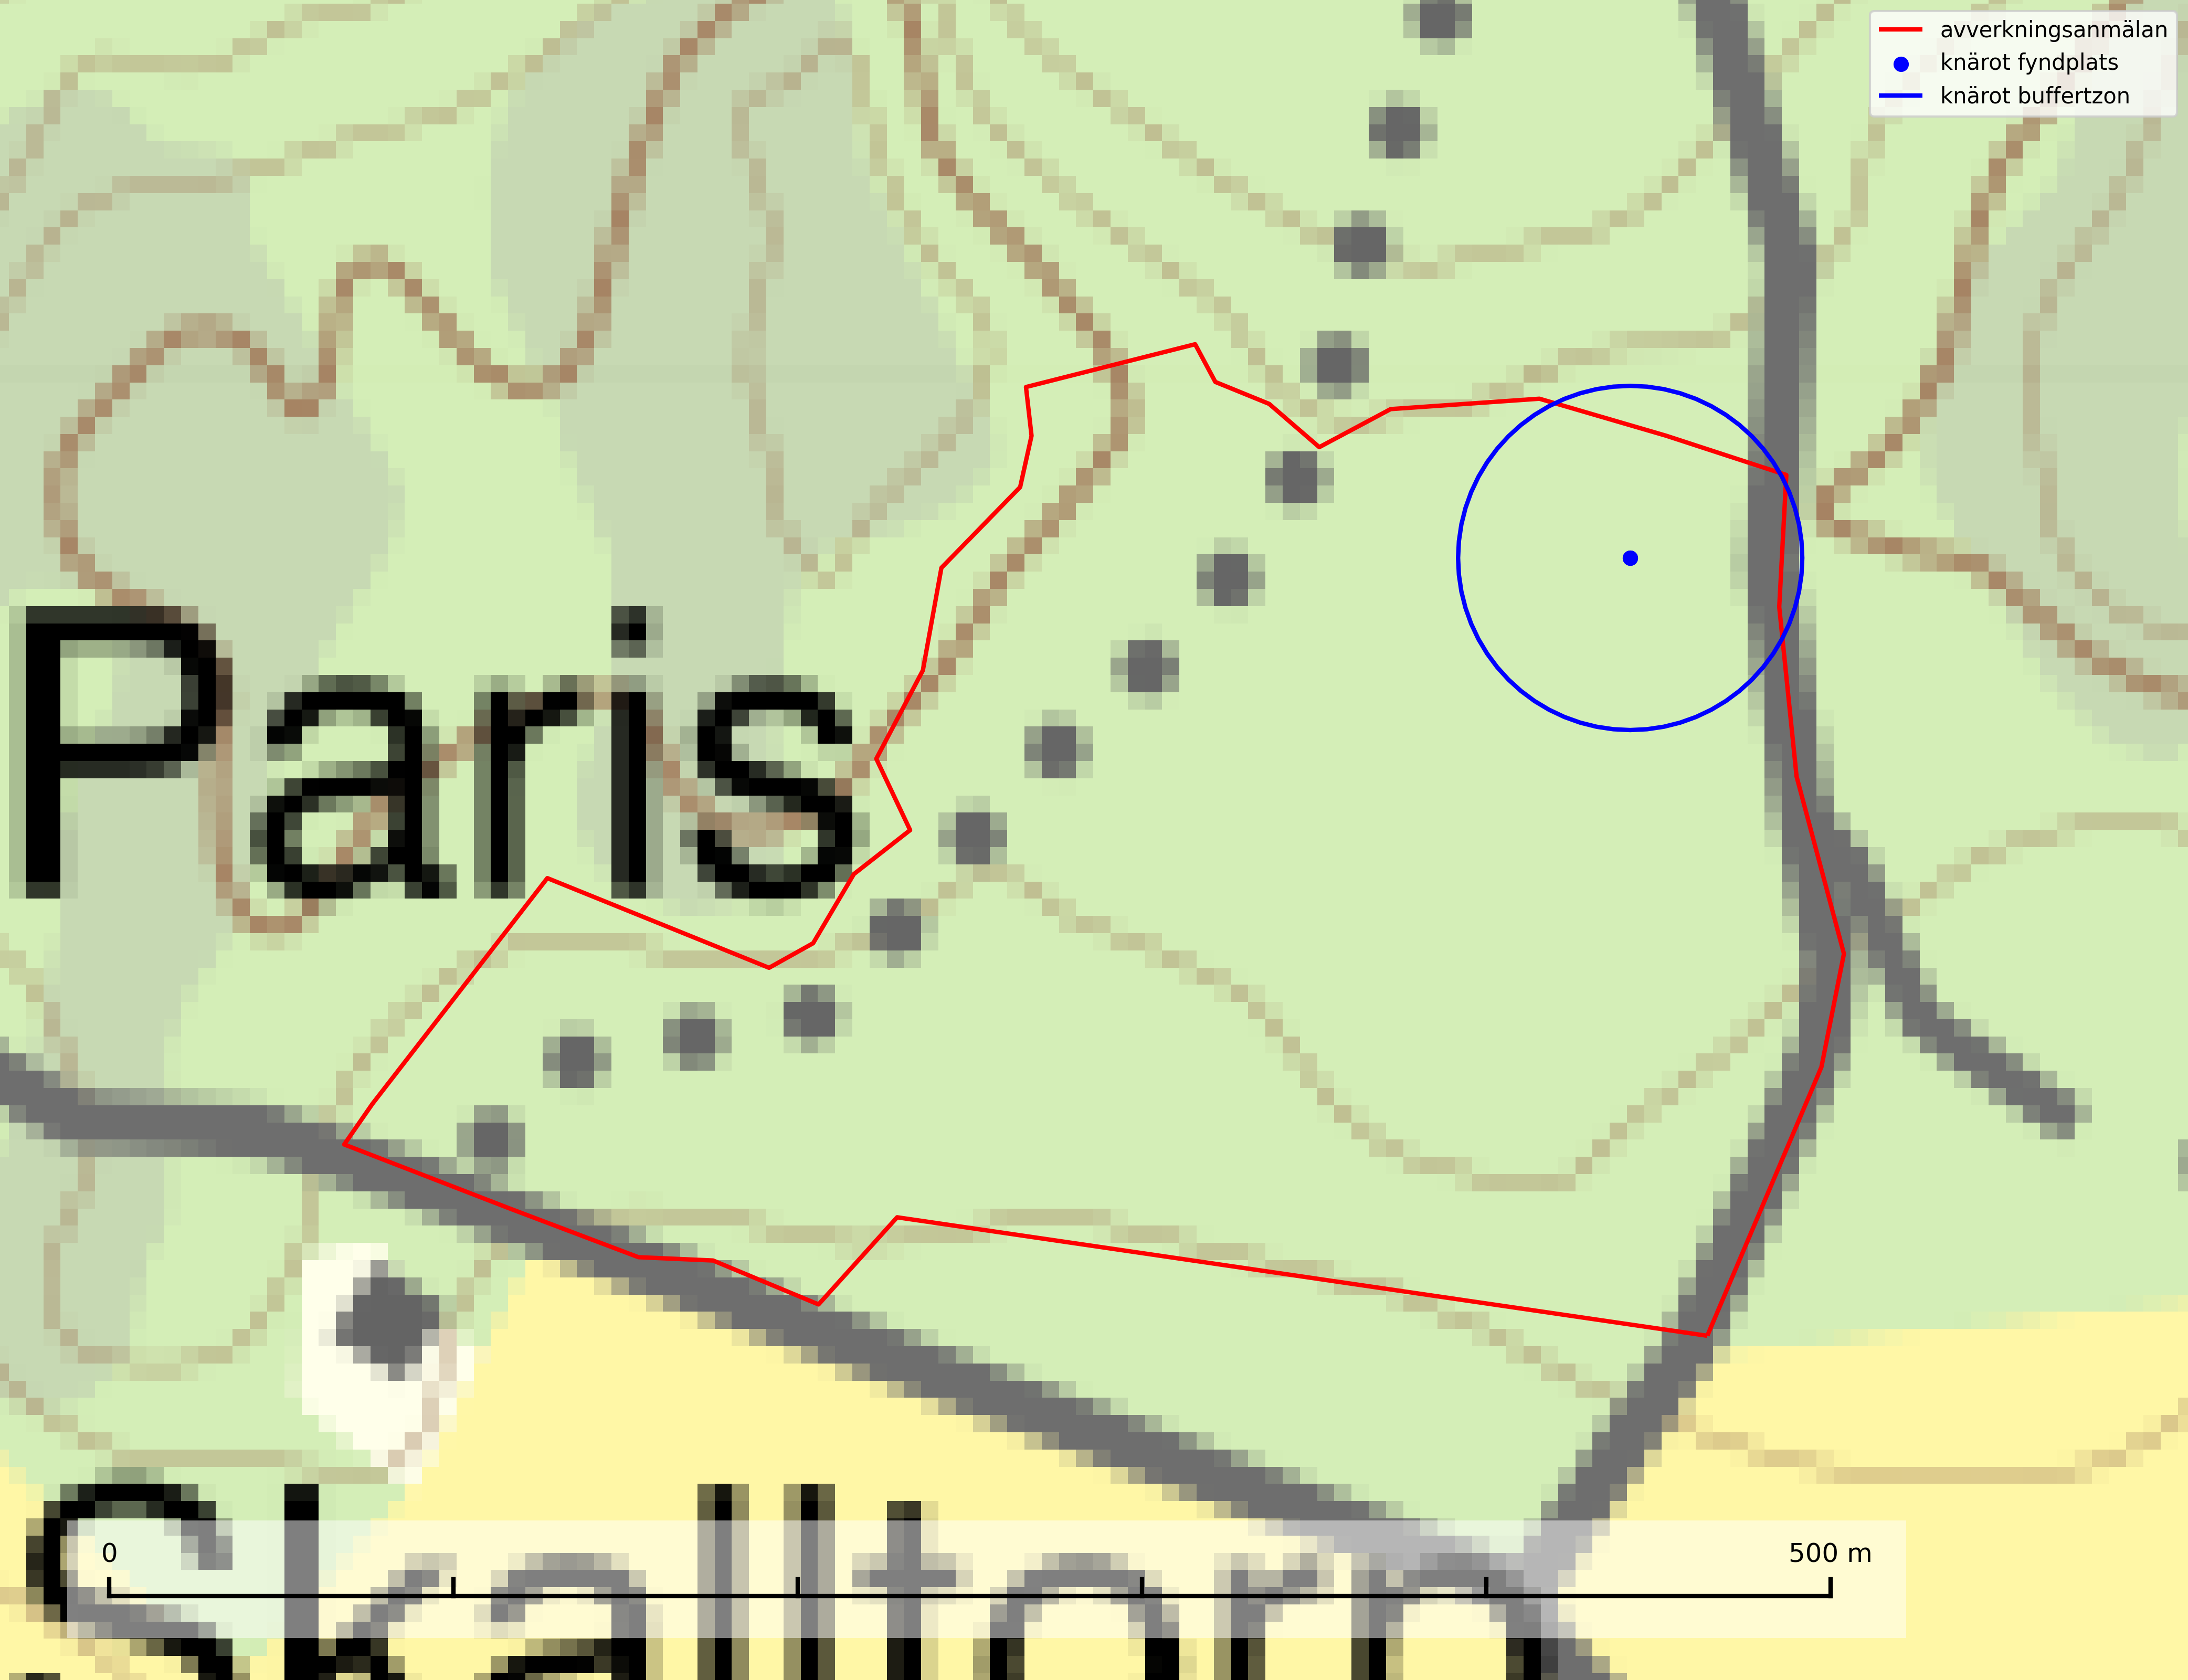 avverkningsanmälan
knärot fyndplats
knärot buffertzon
Paris
0 500 m